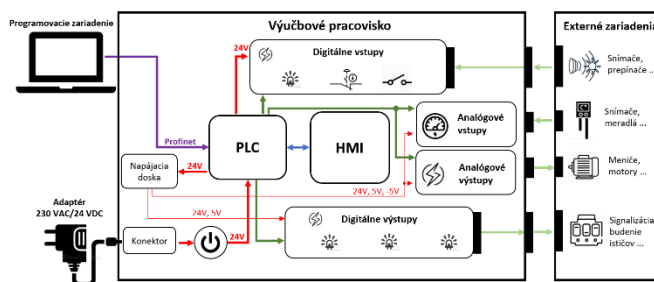 Programovacie zariadenie
Výučbové pracovisko
Externé zariadenia
24V
Digitálne vstupy
Snímače,
prepínače ...
Profinet
PLC
HMI
Analógové
vstupy
Snímače,
meradlá ...
Napájacia
doska
24V
Analógové
výstupy
Meniče,
motory ...
24V, 5V, -5V
Adaptér
230 VAC/24 VDC
24V, 5V
Digitálne výstupy
Konektor
24V
Signalizácia
budenie
ističov ...